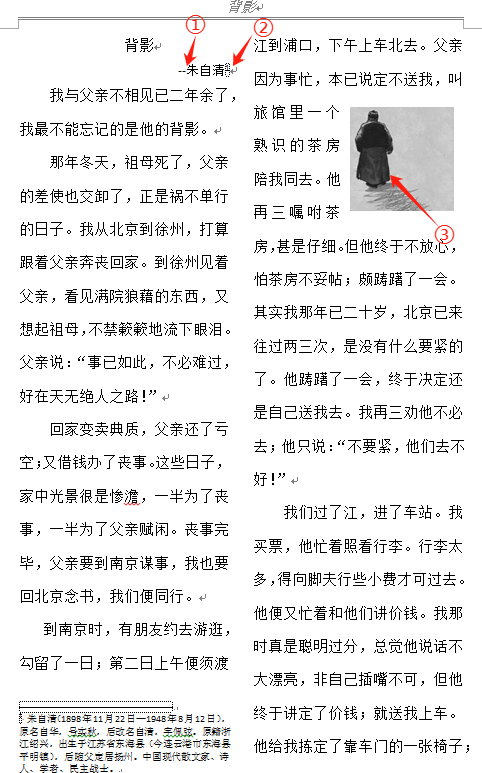 背影
背影
①
②
--朱自清
我与父亲不相见已二年余了，
我最不能忘记的是他的背影。
那年冬天，祖母死了，父亲
的差使也交卸了，正是祸不单行
的日子。我从北京到徐州，打算
跟着父亲奔丧回家。到徐州见着
父亲，看见满院狼藉的东西，又
想起祖母，不禁簌簌地流下眼泪。
父亲说：“事已如此，不必难过，
好在天无绝人之路！”
回家变卖典质，父亲还了亏
空；又借钱办了丧事。这些日子，
家中光景很是惨澹，一半为了丧
事，一半为了父亲赋闲。丧事完
毕，父亲要到南京谋事，我也要
回北京念书，我们便同行。
到南京时，有朋友约去游逛，
勾留了一日；第二日上午便须渡
朱自清(1898年11月22日—1948年8月12日)，
原名自华，号实秋，后改名自清，字佩弦。原籍浙
江绍兴，出生于江苏省东海县（今连云港市东海县
平明镇），后随父定居扬州。中国现代散文家、诗
人、学者、民主战士。
江到浦口，下午上车北去。父亲
因为事忙，本已说定不送我，叫
旅馆里一个
熟识的茶房
陪我同去。他
再三嘱咐茶
③
房，甚是仔细。但他终于不放心，
怕茶房不妥帖；颇踌躇了一会。
其实我那年已二十岁，北京已来
往过两三次，是没有什么要紧的
了。他踌躇了一会，终于决定还
是自己送我去。我再三劝他不必
去；他只说：“不要紧，他们去不
好！”
我们过了江，进了车站。我
买票，他忙着照看行李。行李太
多，得向脚夫行些小费才可过去。
他便又忙着和他们讲价钱。我那
时真是聪明过分，总觉他说话不
大漂亮，非自己插嘴不可，但他
终于讲定了价钱；就送我上车。
他给我拣定了靠车门的一张椅子；